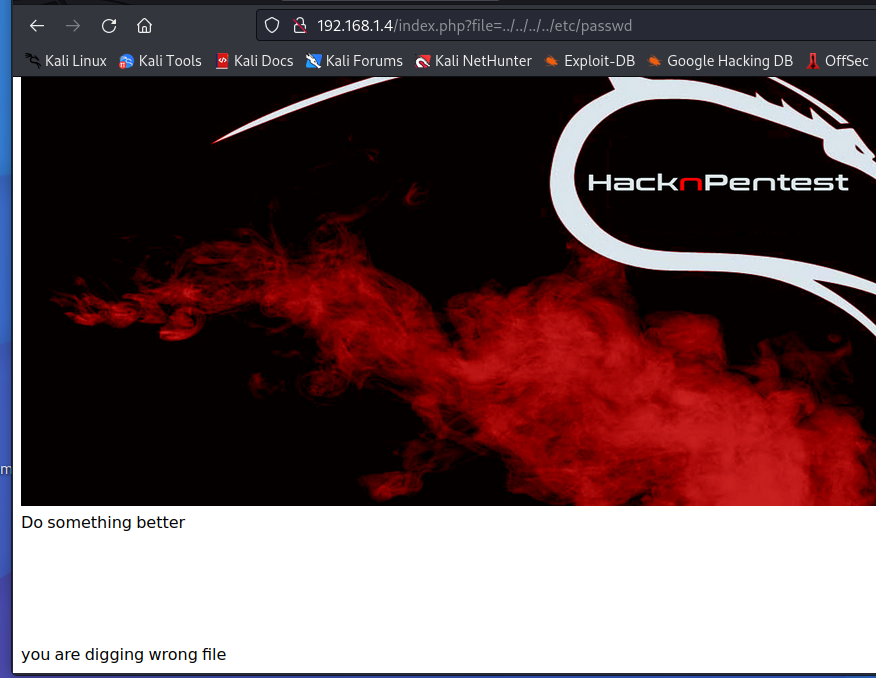 192.168.1.4/index.php?file=../../../../etc/passwd
Kali Linux Kali Tools Kali Docs Kali Forums Kali NetHunter Exploit-DB Google Hacking DB OffSec
HacknPentest
m
Do something better
you are digging wrong file